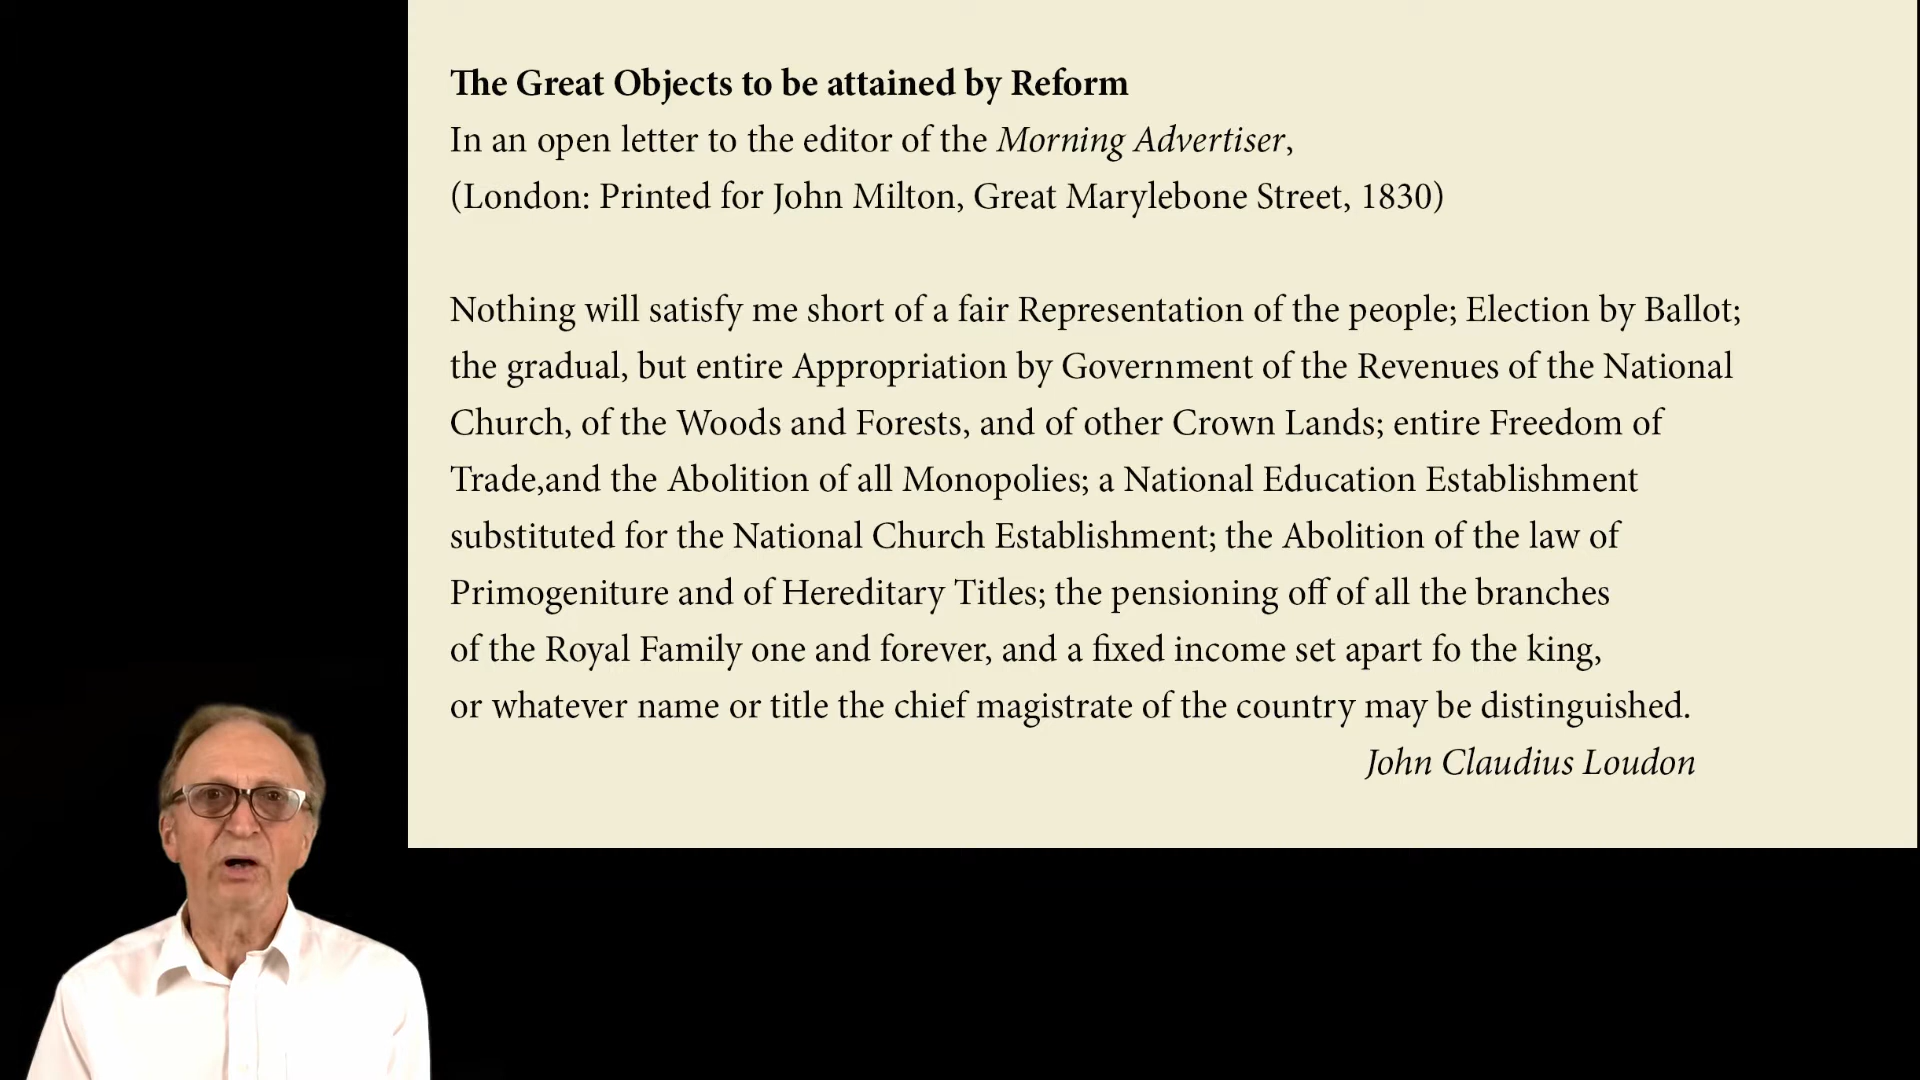 The Great Objects to be attained by Reform
In an open letter to the editor of the Morning Advertiser,
(London: Printed for John Milton, Great Marylebone Street, 1830)
Nothing will satisfy me short of a fair Representation of the people; Election by Ballot;
the gradual, but entire Appropriation by Government of the Revenues of the National
Church, of the Woods and Forests, and of other Crown Lands; entire Freedom of
Trade,and the Abolition of all Monopolies; a National Education Establishment
substituted for the National Church Establishment; the Abolition of the law of
Primogeniture and of Hereditary Titles; the pensioning off of all the branches
of the Royal Family one and forever, and a fixed income set apart fo the king,
or whatever name or title the chief magistrate of the country may be distinguished.
John Claudius Loudon